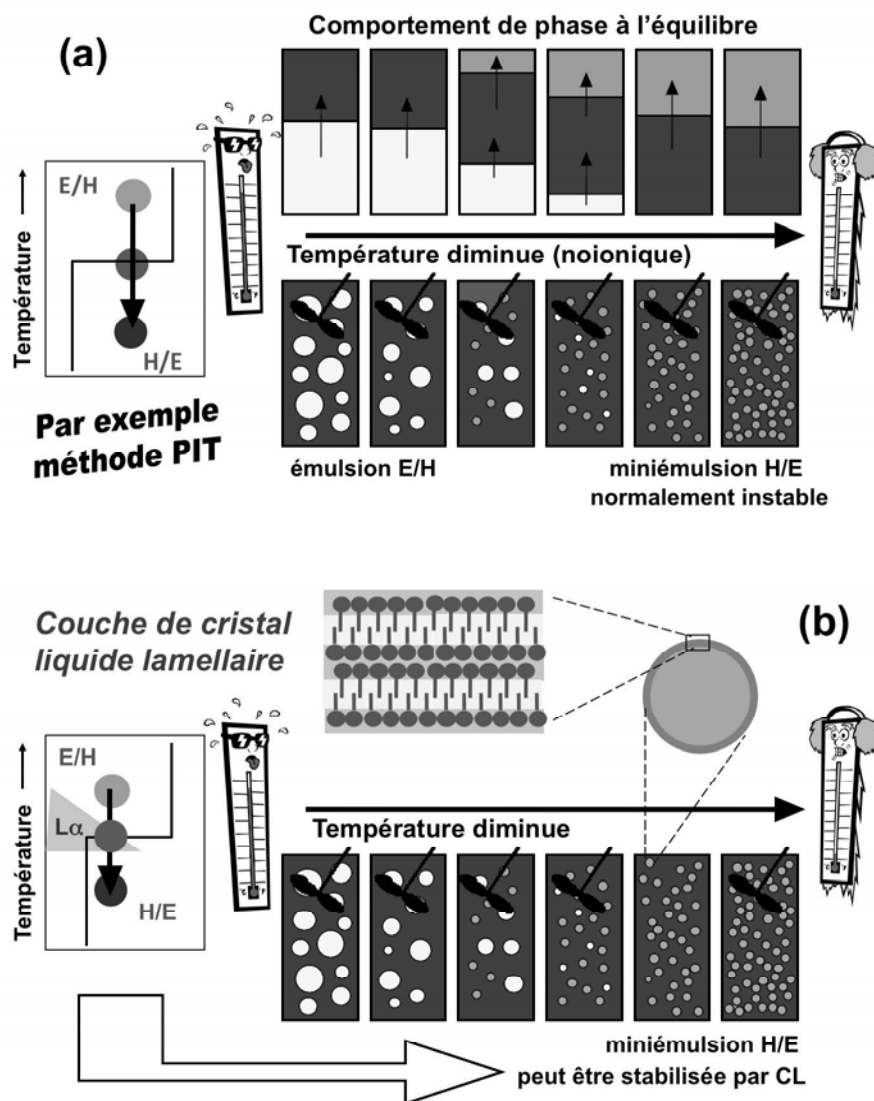 Comportement de phase à l'équilibre
(a)
E/H
Température
H/E
Température diminue (noionique)
Par exemple
méthode PIT
émulsion E/H
miniémulsion H/E
normalement instable
Couche de cristal
liquide lamellaire
(b)
E/H
Lα
Température
H/E
Température diminue
miniémulsion H/E
peut être stabilisée par CL